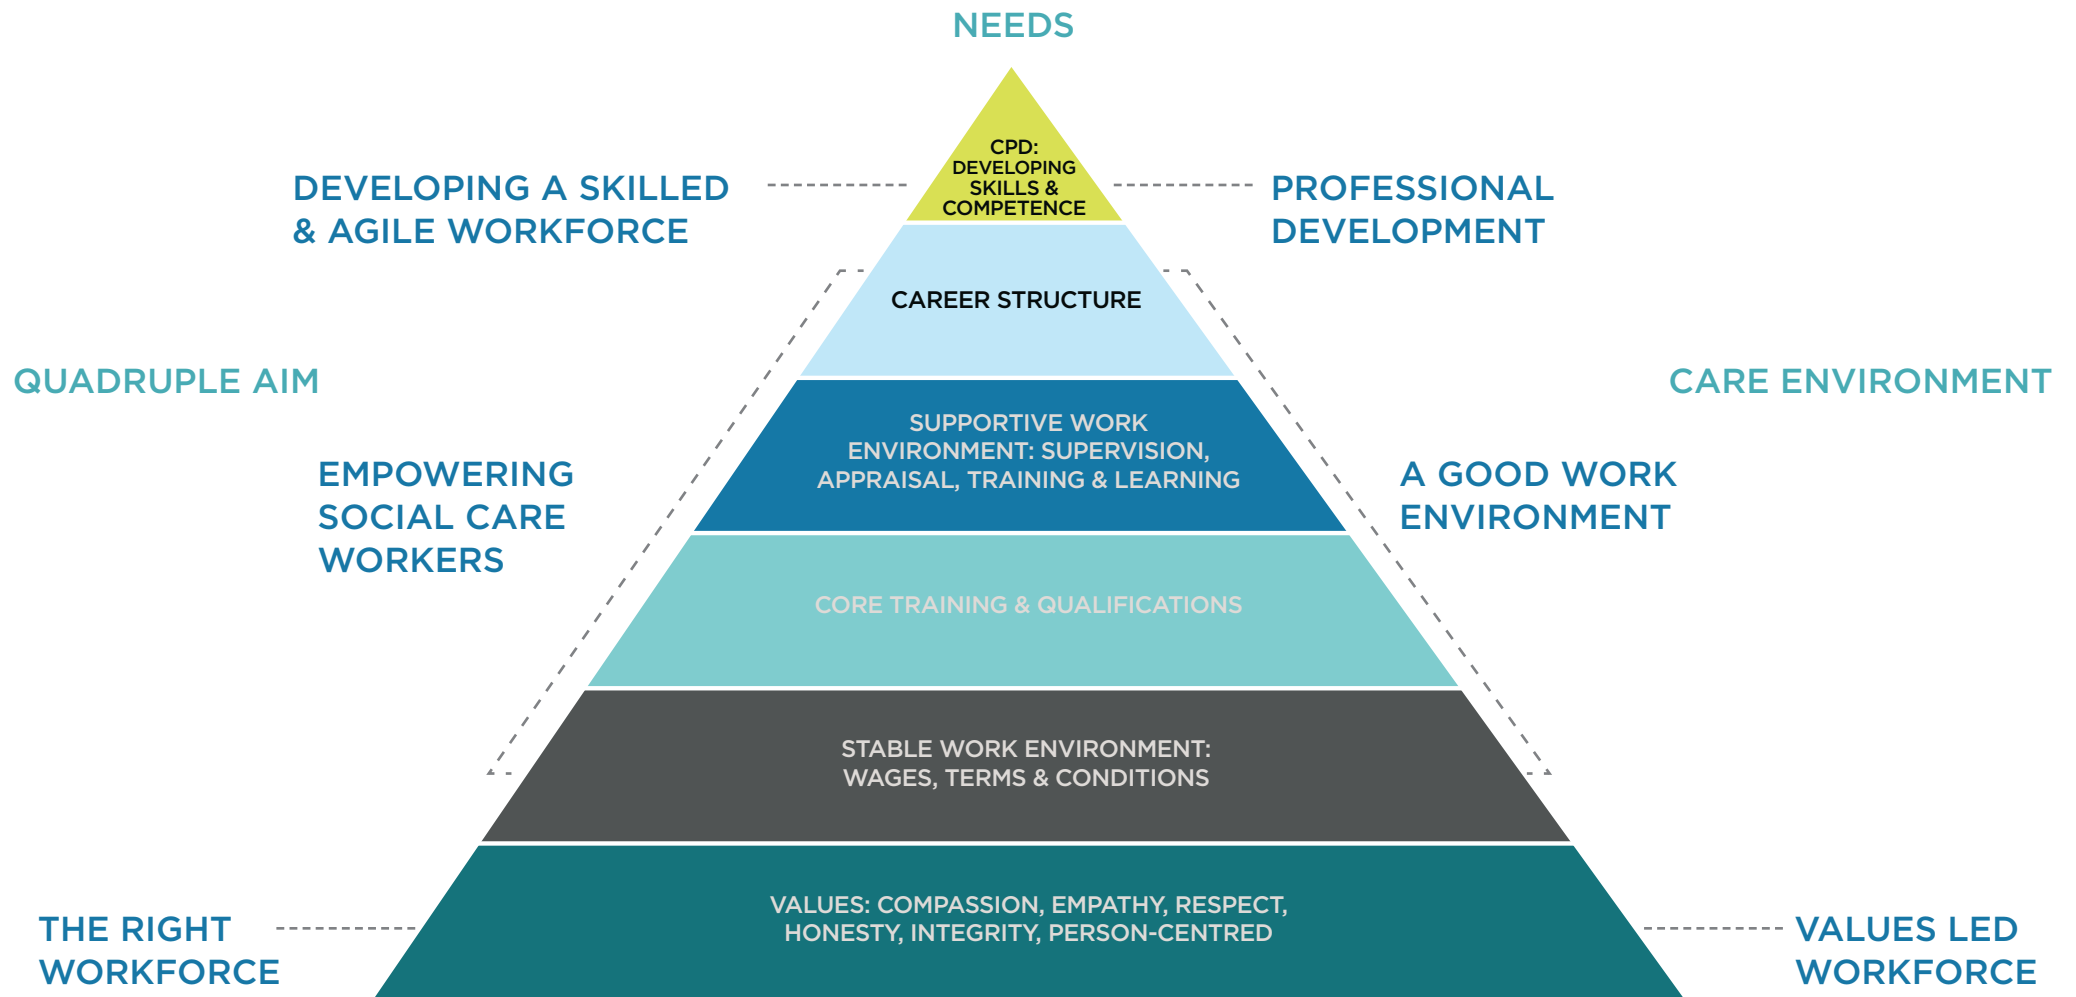 NEEDS
CPD:
DEVELOPING
SKILLS &
COMPETENCE
DEVELOPING A SKILLED
& AGILE WORKFORCE
PROFESSIONAL
DEVELOPMENT
CAREER STRUCTURE
QUADRUPLE AIM
CARE ENVIRONMENT
SUPPORTIVE WORK
ENVIRONMENT: SUPERVISION,
APPRAISAL, TRAINING & LEARNING
EMPOWERING
SOCIAL CARE
WORKERS
A GOOD WORK
ENVIRONMENT
CORE TRAINING & QUALIFICATIONS
STABLE WORK ENVIRONMENT:
WAGES, TERMS & CONDITIONS
VALUES: COMPASSION, EMPATHY, RESPECT,
HONESTY, INTEGRITY, PERSON-CENTRED
THE RIGHT
WORKFORCE
VALUES LED
WORKFORCE